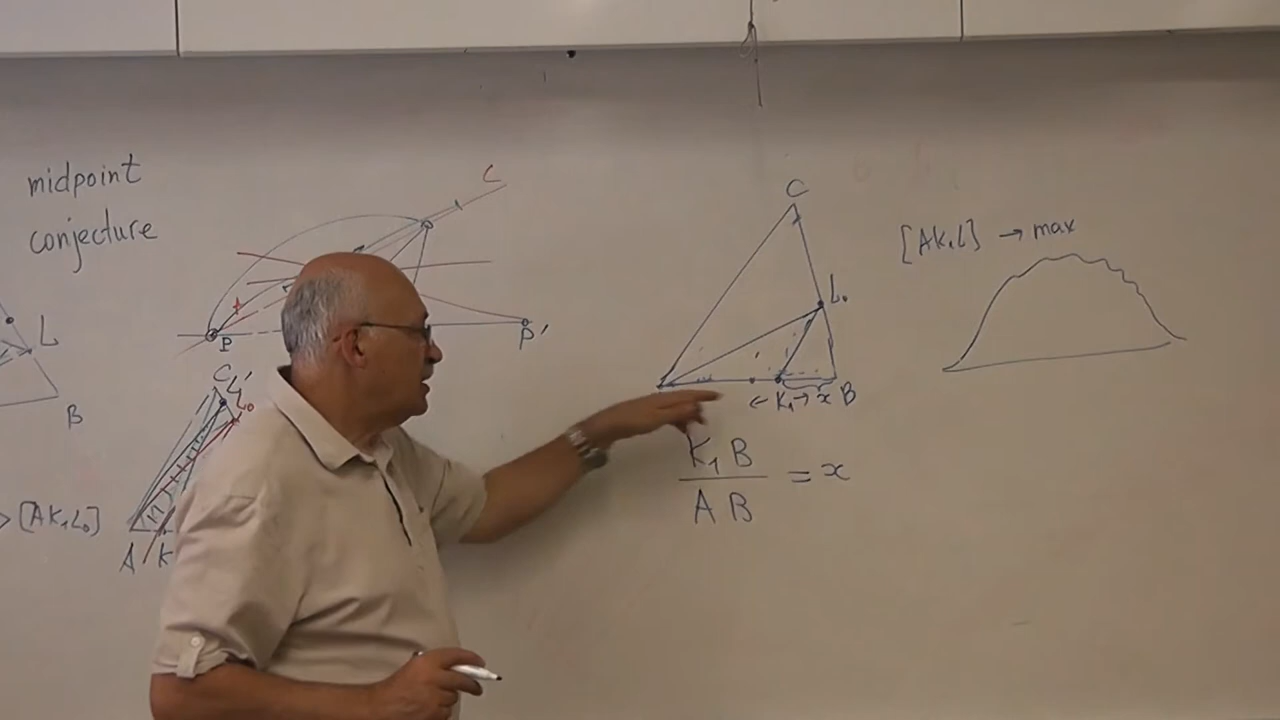 midpoint
conjecture
L
B
C
P
P'
C L'
L₀
> [AK₁L₀]
A K
C
L₀
← K₁ → x B
K₁B
AB
= x
[AK₁L] → max